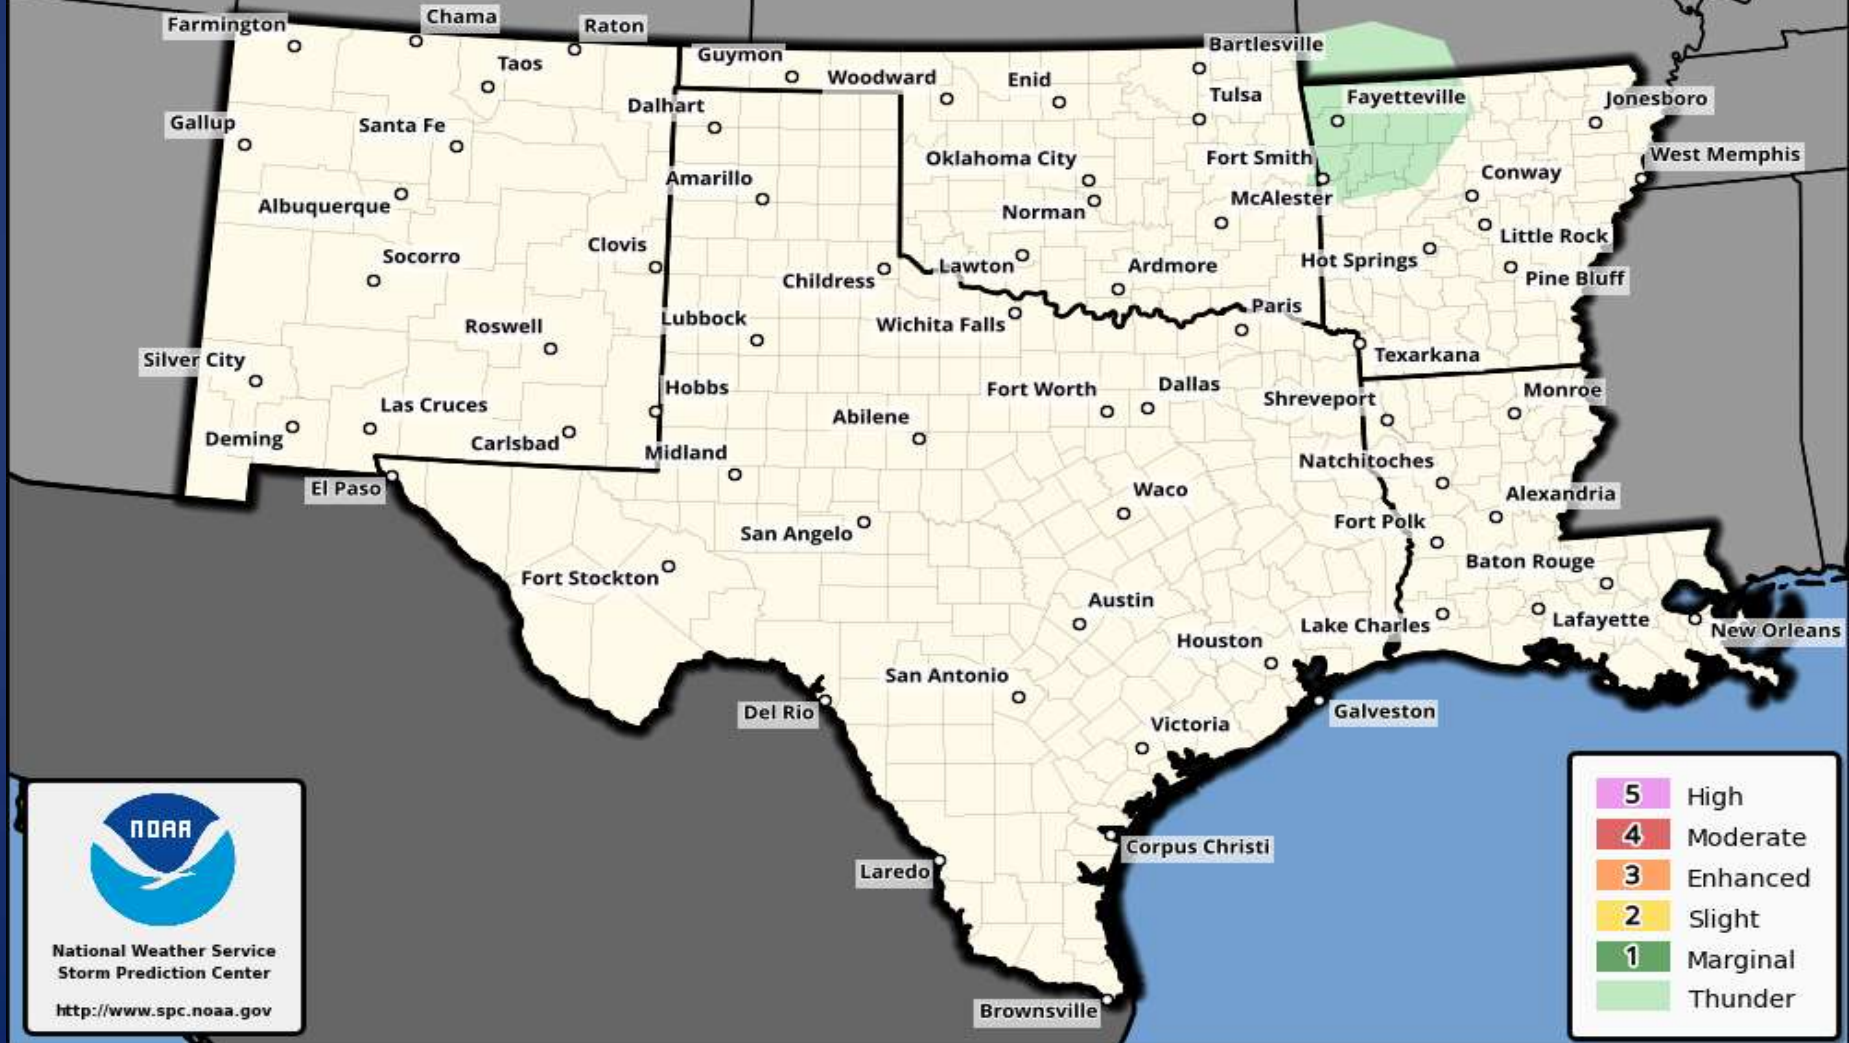 Farmington
Chama
Raton
Taos
Guymon
Woodward
Enid
Bartlesville
Dalhart
Tulsa
Fayetteville
Jonesboro
Gallup
Santa Fe
Oklahoma City
Fort Smith
Conway
West Memphis
Amarillo
Albuquerque
Norman
McAlester
Little Rock
Socorro
Clovis
Childress
Lawton
Ardmore
Hot Springs
Pine Bluff
Roswell
Lubbock
Wichita Falls
Paris
Silver City
Texarkana
Hobbs
Fort Worth
Dallas
Shreveport
Monroe
Las Cruces
Deming
Carlsbad
Abilene
Midland
Natchitoches
El Paso
Waco
Alexandria
San Angelo
Fort Polk
Fort Stockton
Baton Rouge
Austin
Houston
Lake Charles
Lafayette
New Orleans
San Antonio
Del Rio
Victoria
Galveston
Corpus Christi
Laredo
Brownsville
NOAA
National Weather Service
Storm Prediction Center
http://www.spc.noaa.gov
5 High
4 Moderate
3 Enhanced
2 Slight
1 Marginal
Thunder